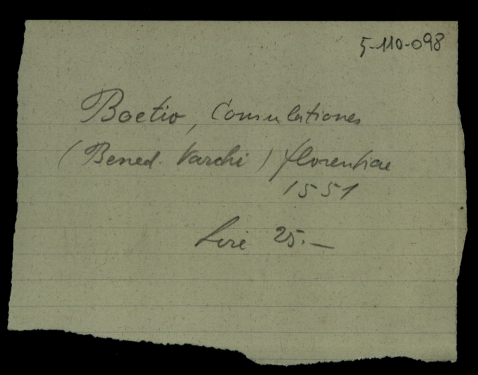 5-110-098
Boetio, Consulationes
(Bened. Varchi) florentiae
1551
Lire 25.—